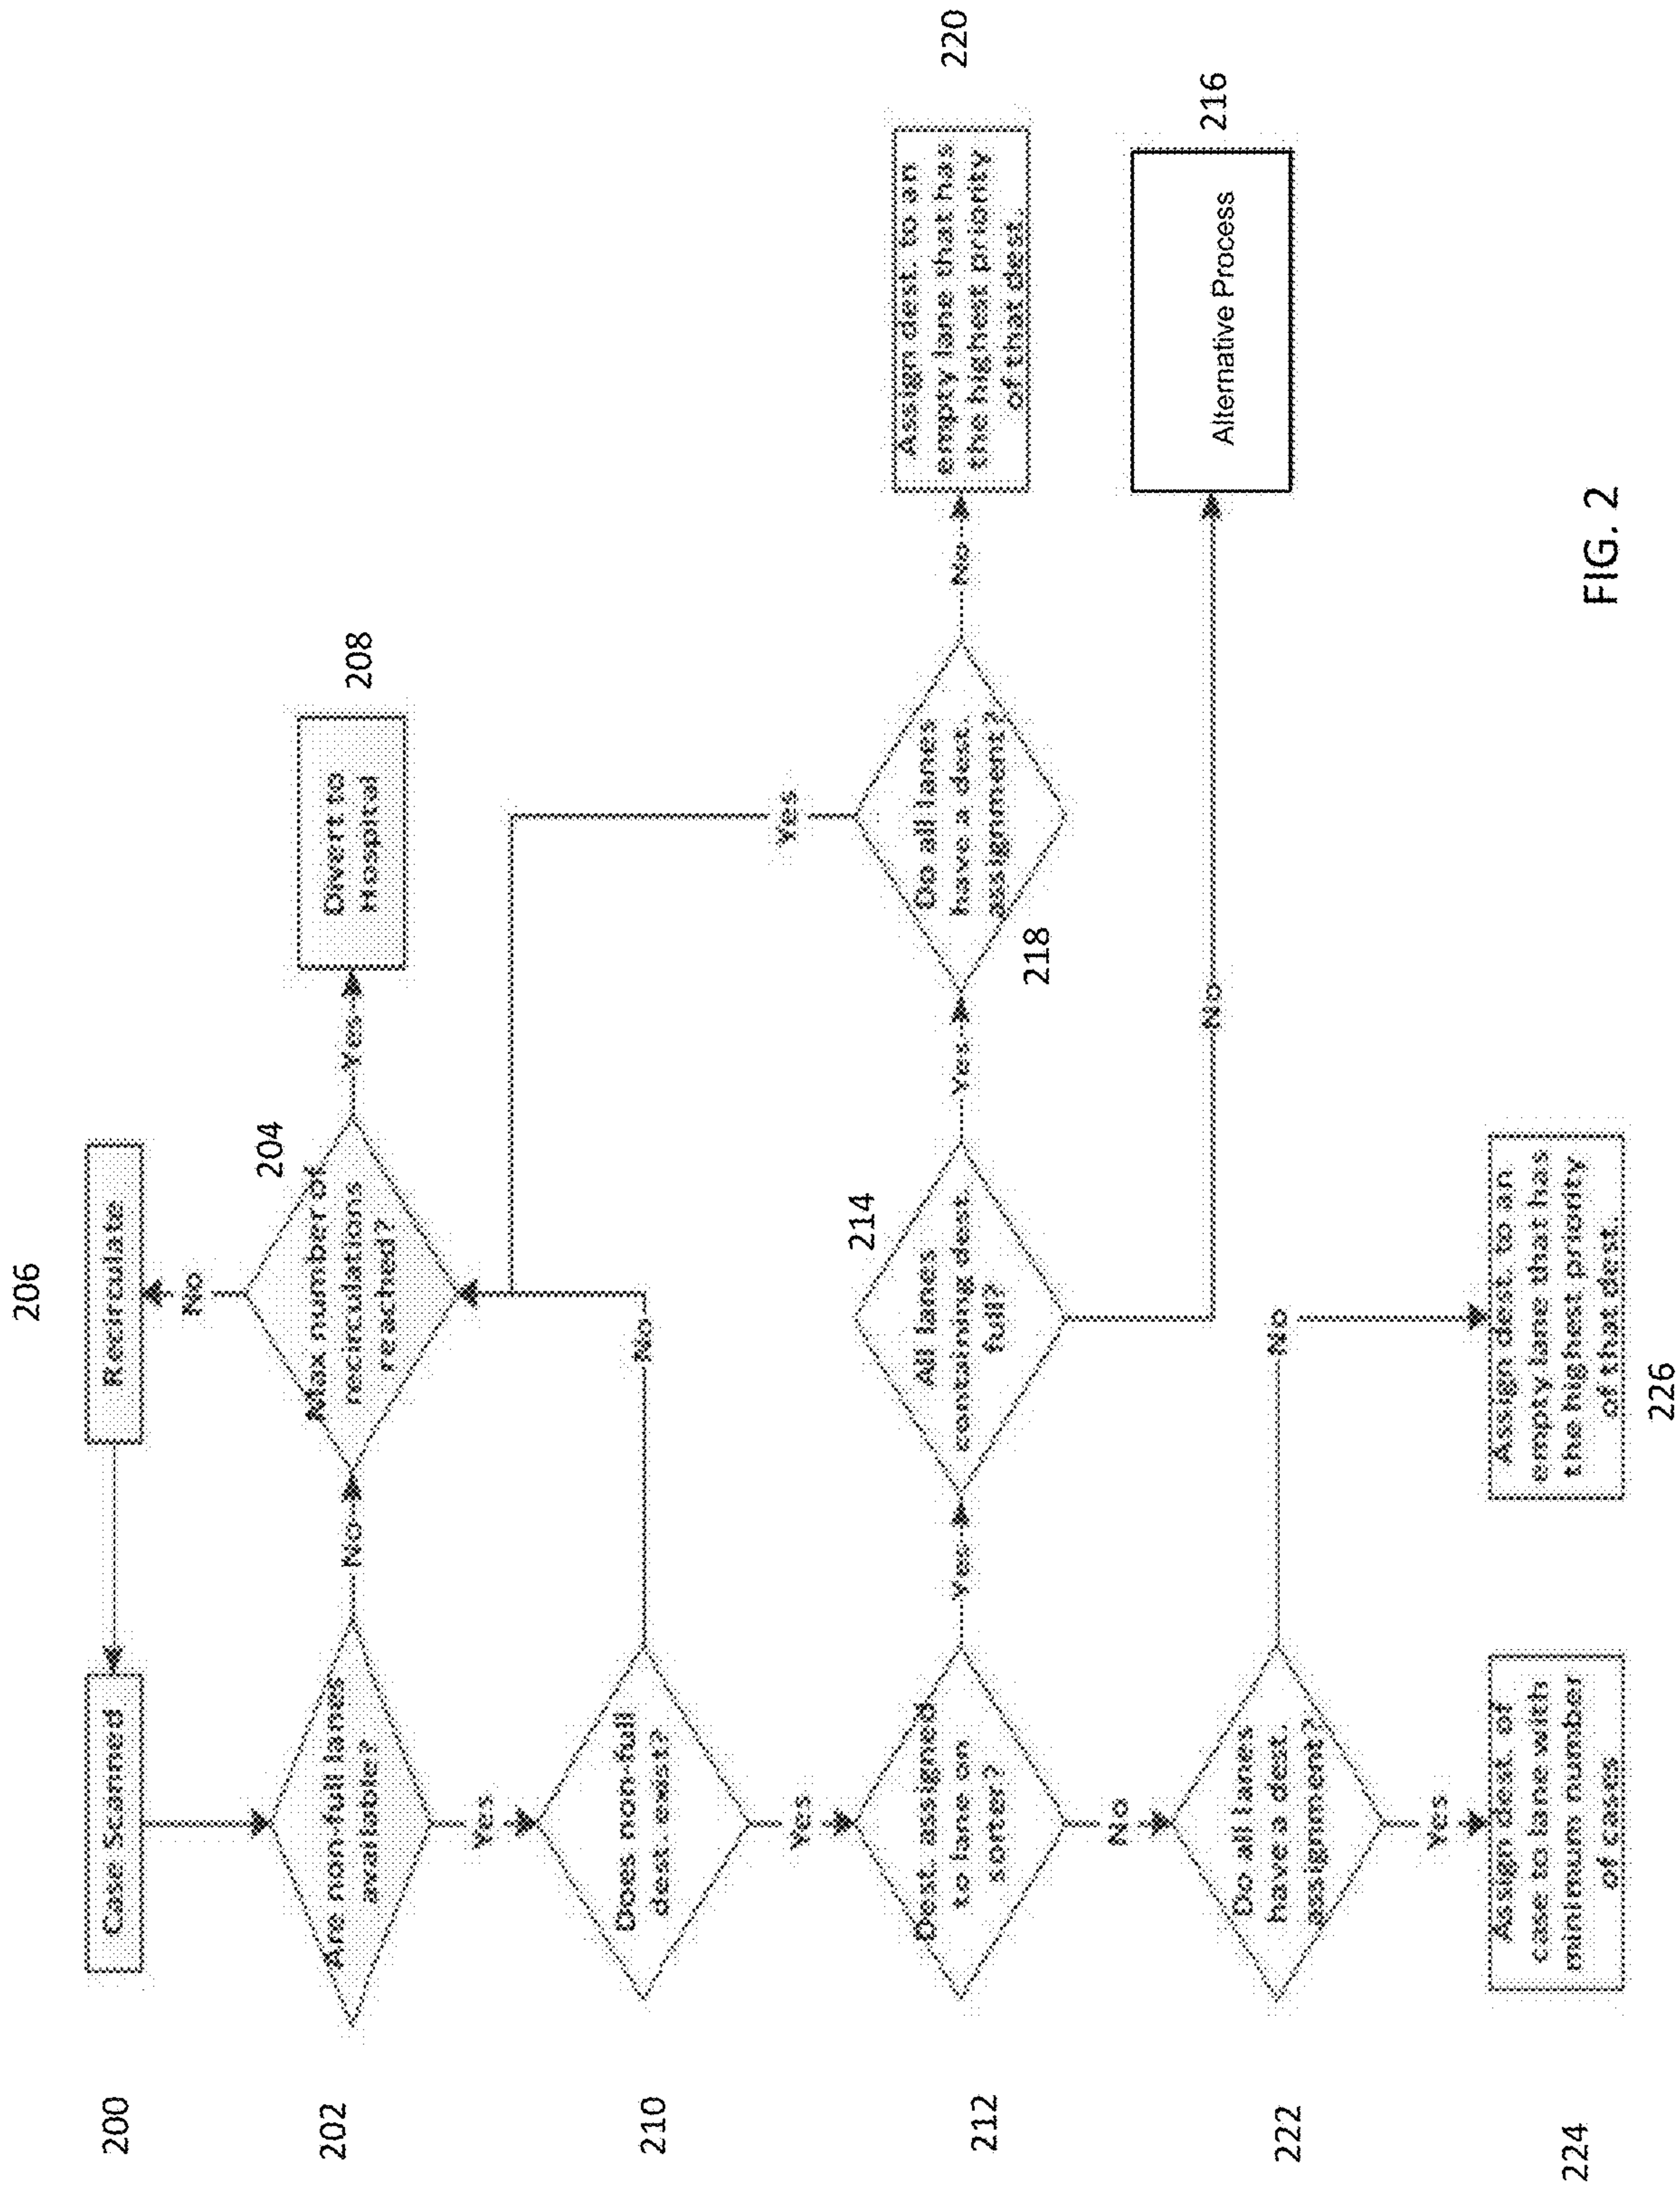 206
200
Case Scanned
Recirculate
No
204
202
Are non-full lanes
available?
No
Max number of
recirculations
reached?
Yes
Divert to
Hospital
208
Yes
210
Does non-full
dest. exist?
No
Yes
Yes
212
Dest. assigned
to lane on
sorter?
Yes
214
All lanes
containing dest.
full?
Yes
218
Do all lanes
have a dest.
assignment?
No
Assign dest. to an
empty lane that has
the highest priority
of that dest.
220
No
No
Alternative Process
216
222
Do all lanes
have a dest.
assignment?
No
Yes
224
Assign dest. of
case to lane with
minimum number
of cases
Assign dest. to an
empty lane that has
the highest priority
of that dest.
226
FIG. 2